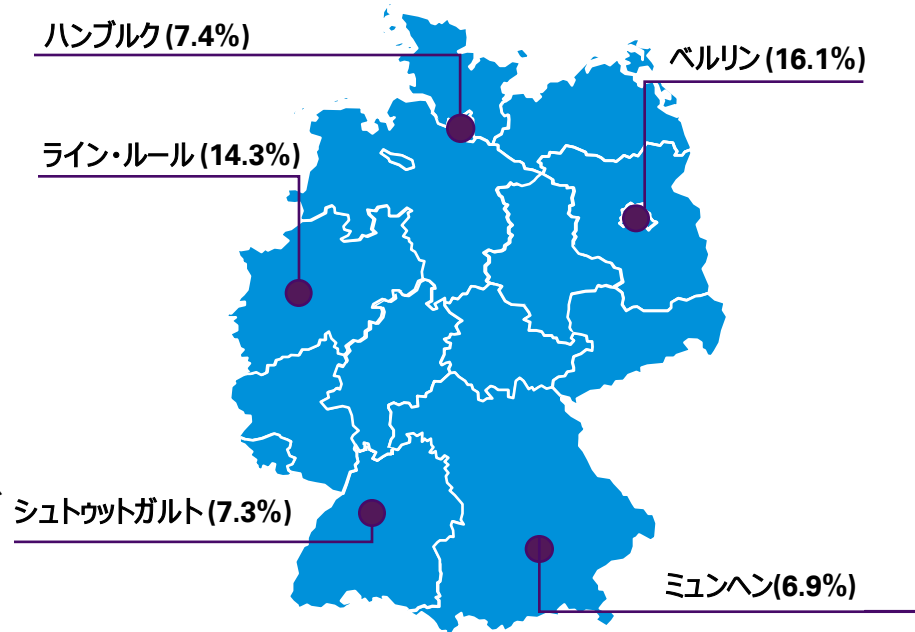 ハンブルク (7.4%)
ベルリン (16.1%)
ライン・ルール (14.3%)
シュトゥットガルト (7.3%)
ミュンヘン(6.9%)